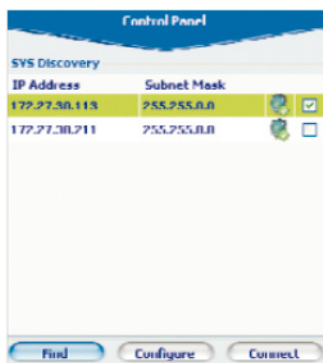 Control Panel
SYS Discovery
IP Address Subnet Mask
172.27.30.113 255.255.0.0
172.27.30.211 255.255.0.0
Find Configure Connect